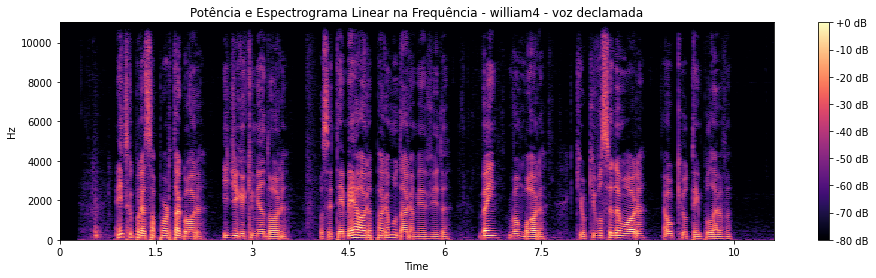 Potência e Espectrograma Linear na Frequência - william4 - voz declamada
Hz
10000
8000
6000
4000
2000
0
0 1.5 3 4.5 6 7.5 9 10
Time
+0 dB
-10 dB
-20 dB
-30 dB
-40 dB
-50 dB
-60 dB
-70 dB
-80 dB